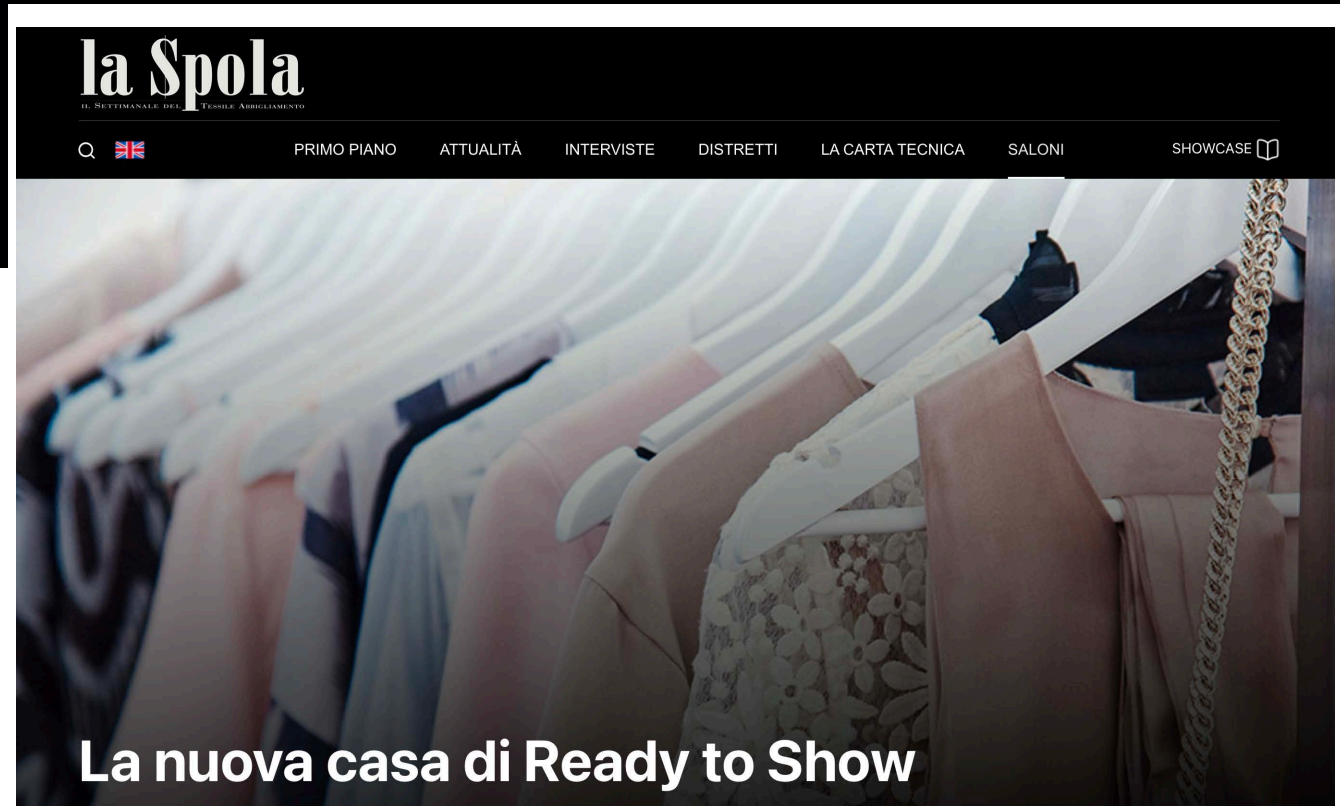 la Spola
IL SETTIMANALE DEL TESSILE ABBIGLIAMENTO
PRIMO PIANO ATTUALITÀ INTERVISTE DISTRETTI LA CARTA TECNICA SALONI SHOWCASE
La nuova casa di Ready to Show